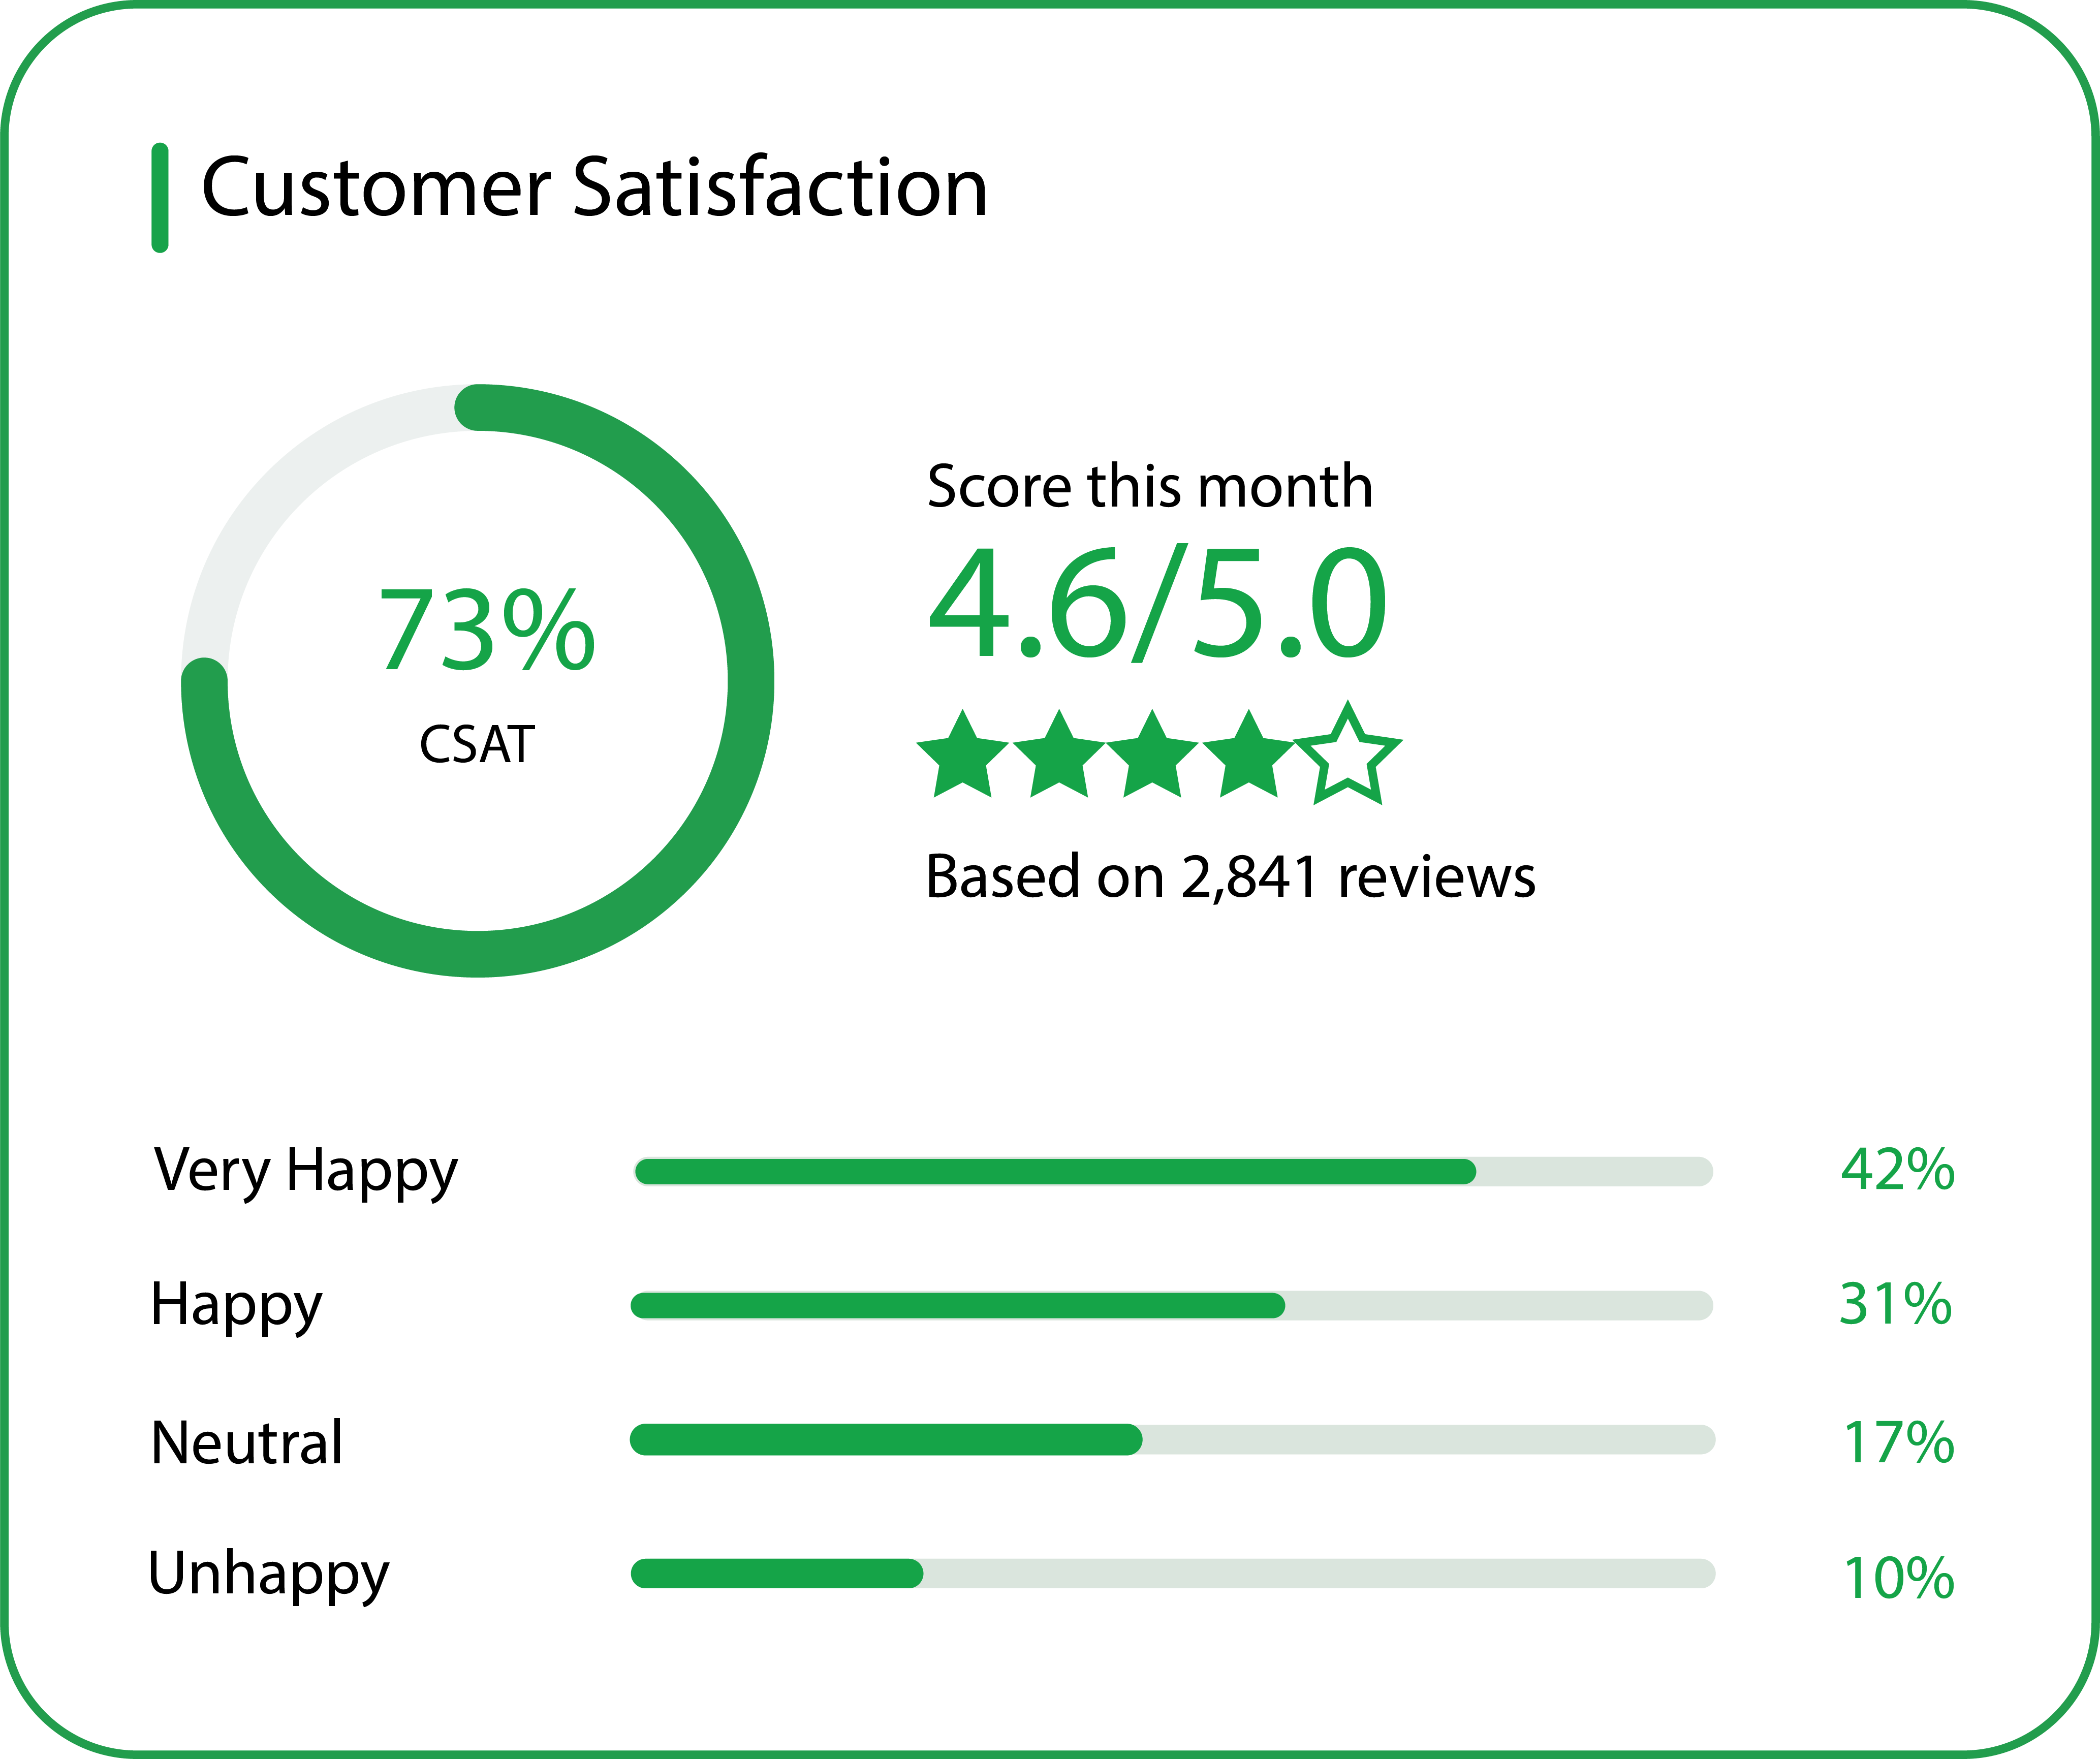 Customer Satisfaction
73%
CSAT
Score this month
4.6/5.0
Based on 2,841 reviews
Very Happy 42%
Happy 31%
Neutral 17%
Unhappy 10%